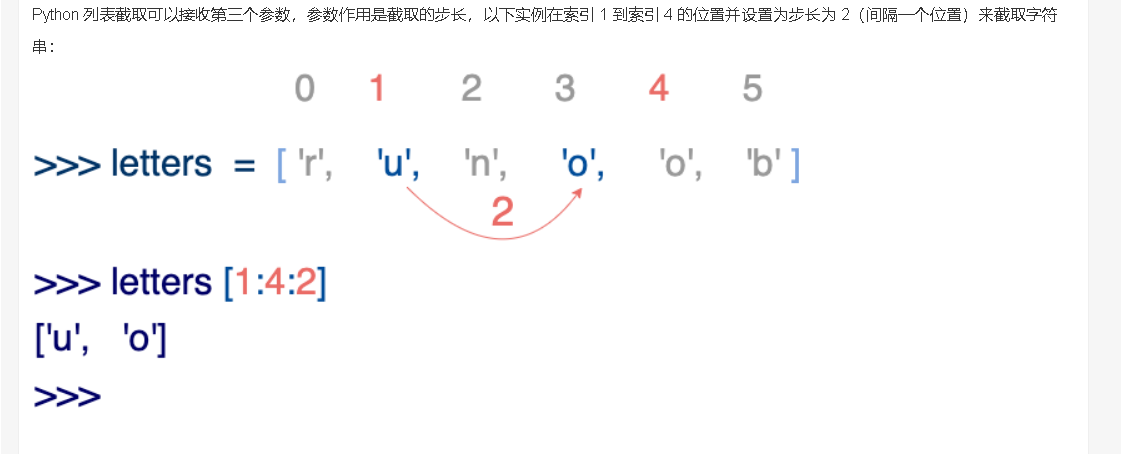 Python 列表截取可以接收第三个参数，参数作用是截取的步长，以下实例在索引 1 到索引 4 的位置并设置为步长为 2（间隔一个位置）来截取字符
串：
0 1 2 3 4 5
>>> letters = [ 'r', 'u', 'n', 'o', 'o', 'b' ]
2
>>> letters [1:4:2]
['u', 'o']
>>>